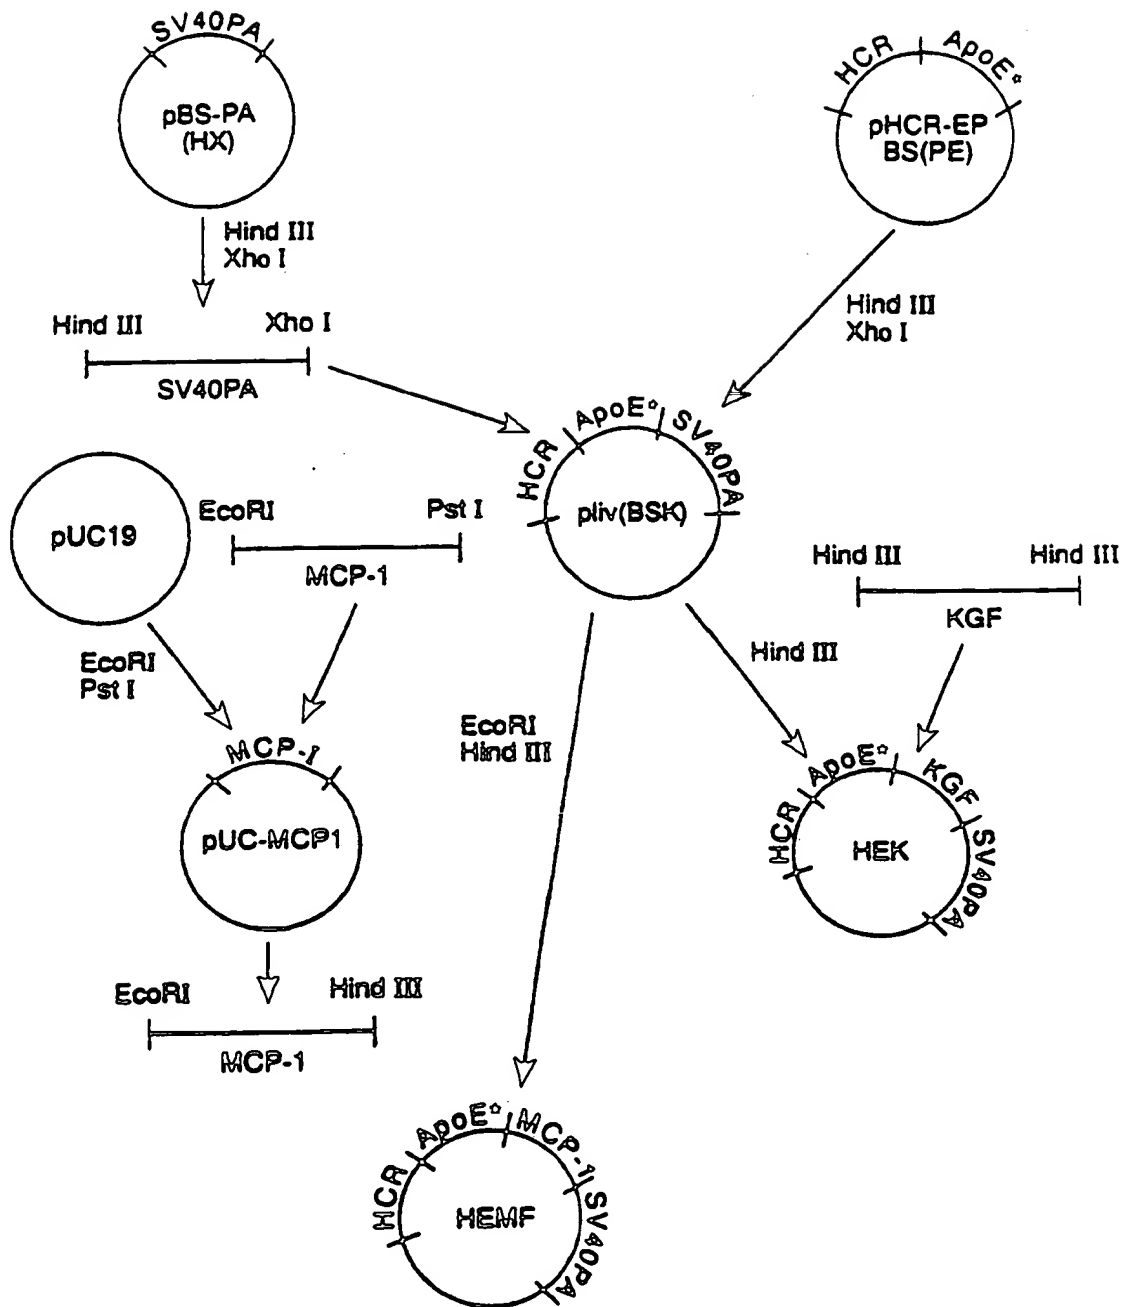 SV40PA
pBS-PA
(HX)
HCR
ApoE*
pHCR-EP
BS(PE)
Hind III
Xho I
Hind III
Xho I
Hind III
Xho I
SV40PA
HCR
ApoE*
SV40PA
pliv(BSK)
pUC19
EcoRI
Pst I
MCP-1
Hind III
Hind III
KGF
EcoRI
Pst I
Hind III
EcoRI
Hind III
MCP-I
pUC-MCP1
HCR
ApoE*
KGF
SV40pA
HEK
EcoRI
Hind III
MCP-1
HCR
ApoE*
MCP-1
SV40PA
HEMF